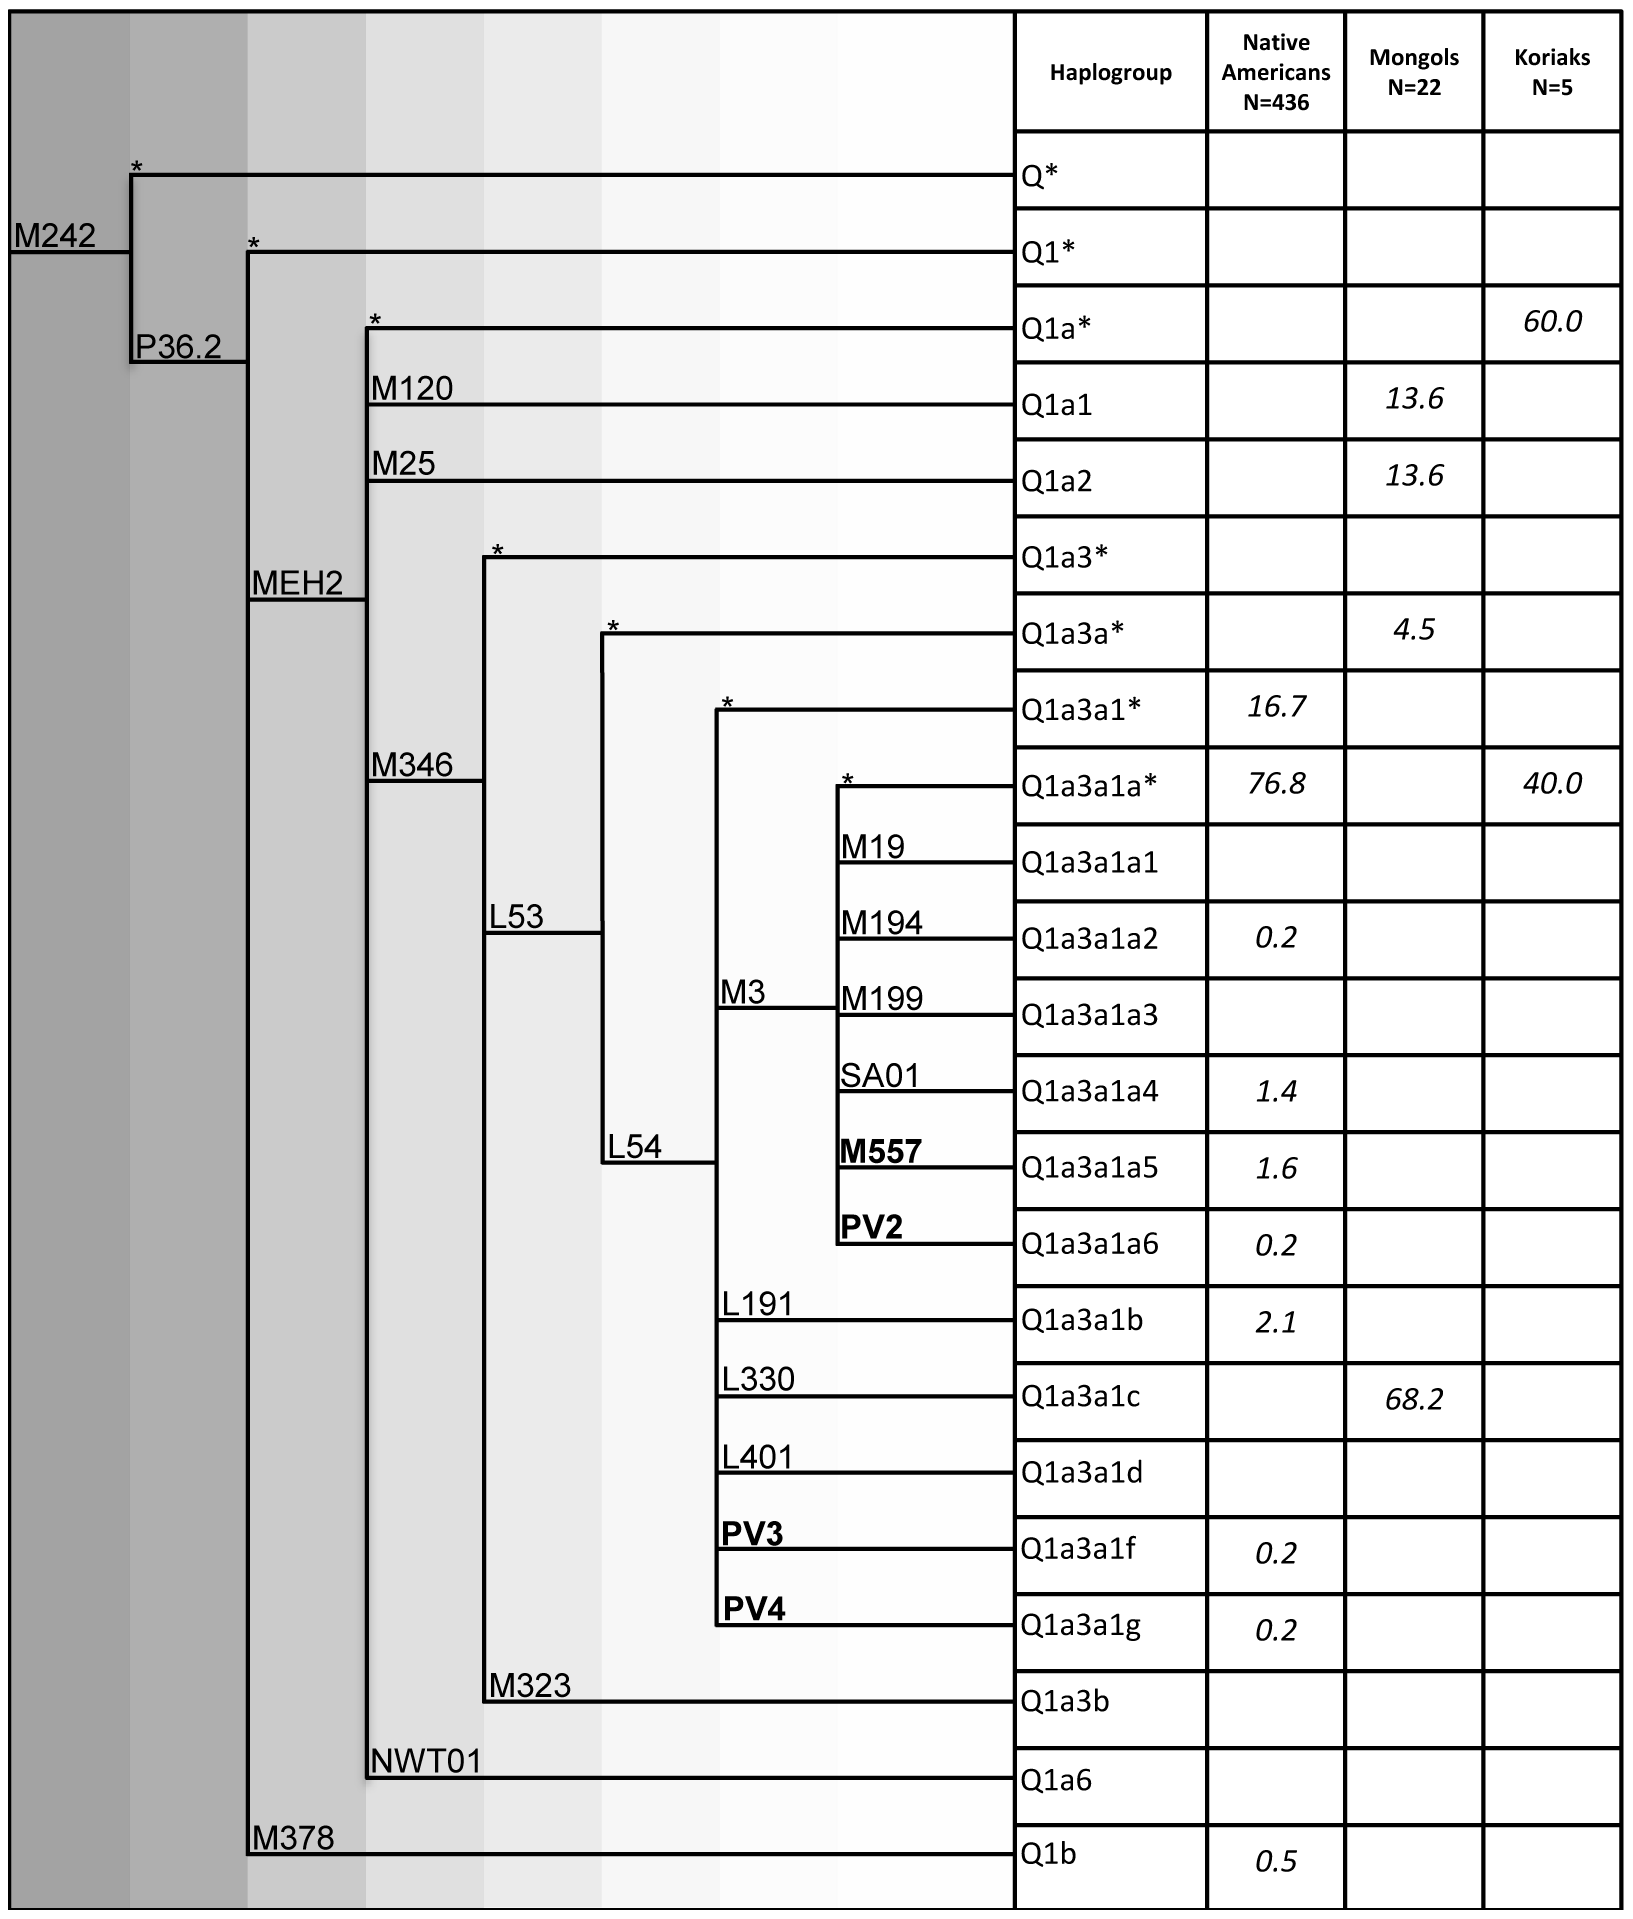 Haplogroup
Native
Americans
N=436
Mongols
N=22
Koriaks
N=5
*
Q*
M242
*
Q1*
P36.2
*
Q1a*
60.0
M120
Q1a1
13.6
M25
Q1a2
13.6
*
Q1a3*
MEH2
*
Q1a3a*
4.5
*
Q1a3a1*
16.7
M346
*
Q1a3a1a*
76.8
40.0
M19
Q1a3a1a1
L53
M194
Q1a3a1a2
0.2
M3
M199
Q1a3a1a3
SA01
Q1a3a1a4
1.4
L54
M557
Q1a3a1a5
1.6
PV2
Q1a3a1a6
0.2
L191
Q1a3a1b
2.1
L330
Q1a3a1c
68.2
L401
Q1a3a1d
PV3
Q1a3a1f
0.2
PV4
Q1a3a1g
0.2
M323
Q1a3b
NWT01
Q1a6
M378
Q1b
0.5